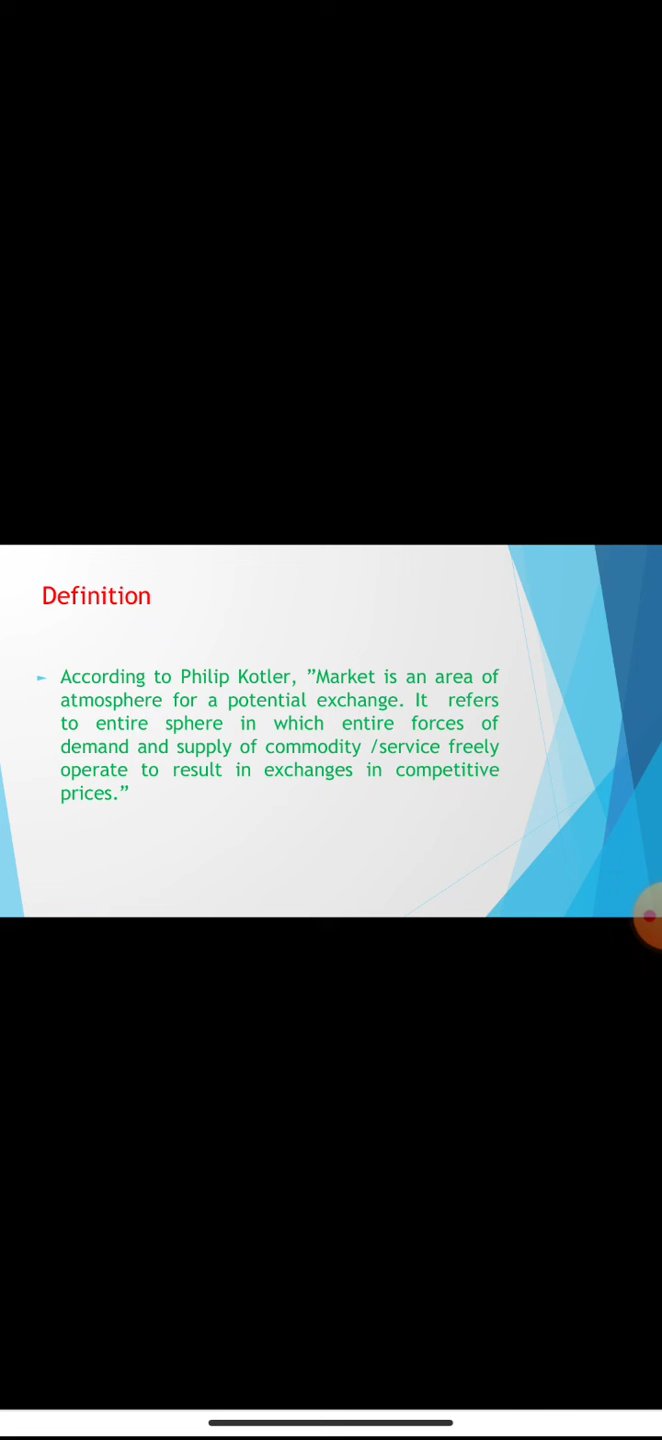 Definition
► According to Philip Kotler, ”Market is an area of
atmosphere for a potential exchange. It refers
to entire sphere in which entire forces of
demand and supply of commodity /service freely
operate to result in exchanges in competitive
prices.”